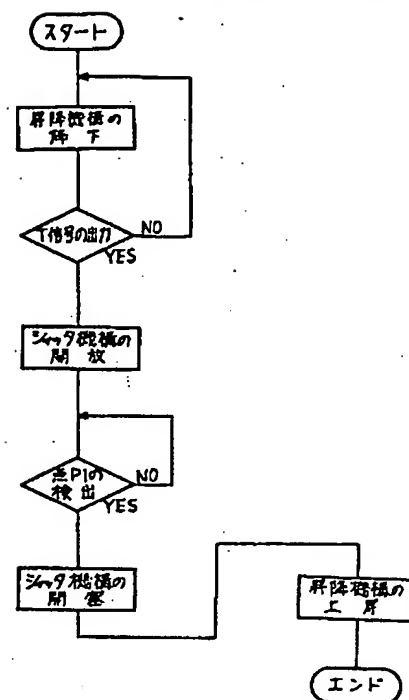 スタート
昇降機構の
降下
T信号の出力
NO
YES
シャッタ機構の
開放
点P1の
検出
NO
YES
シャッタ機構の
閉塞
昇降機構の
上昇
エンド